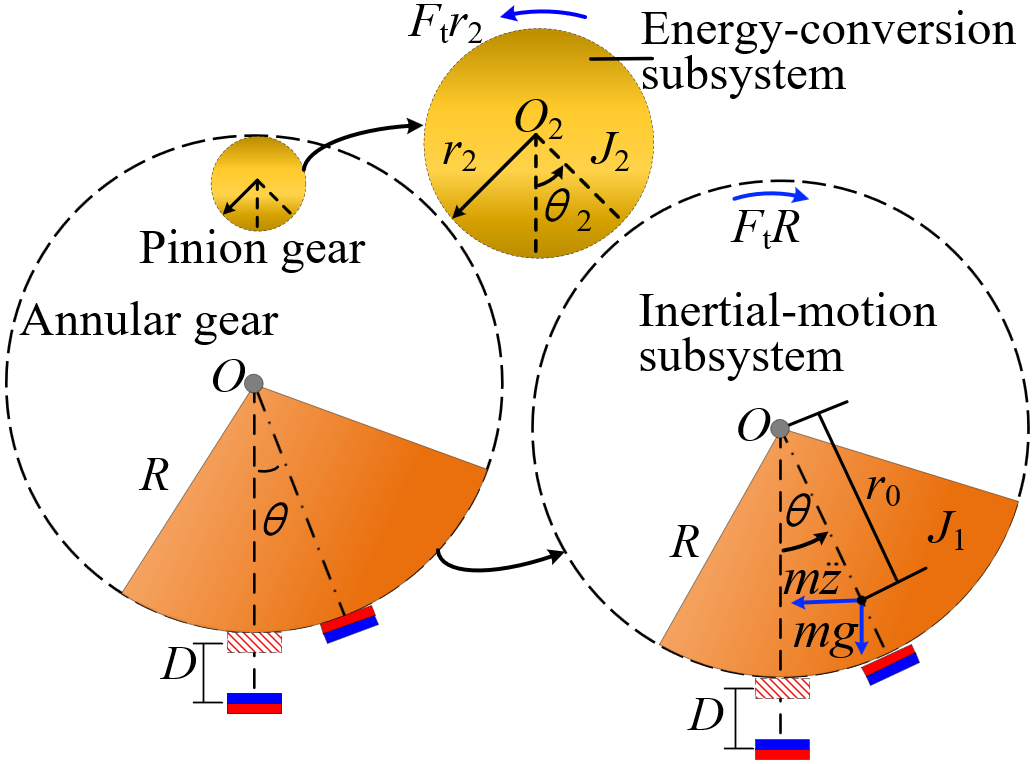 Fₜr₂
Energy-conversion
subsystem
O₂
r₂
J₂
θ₂
Pinion gear
FₜR
Annular gear
Inertial-motion
subsystem
O
O
R
θ
r₀
θ
R
J₁
mz̈
mg
D
D